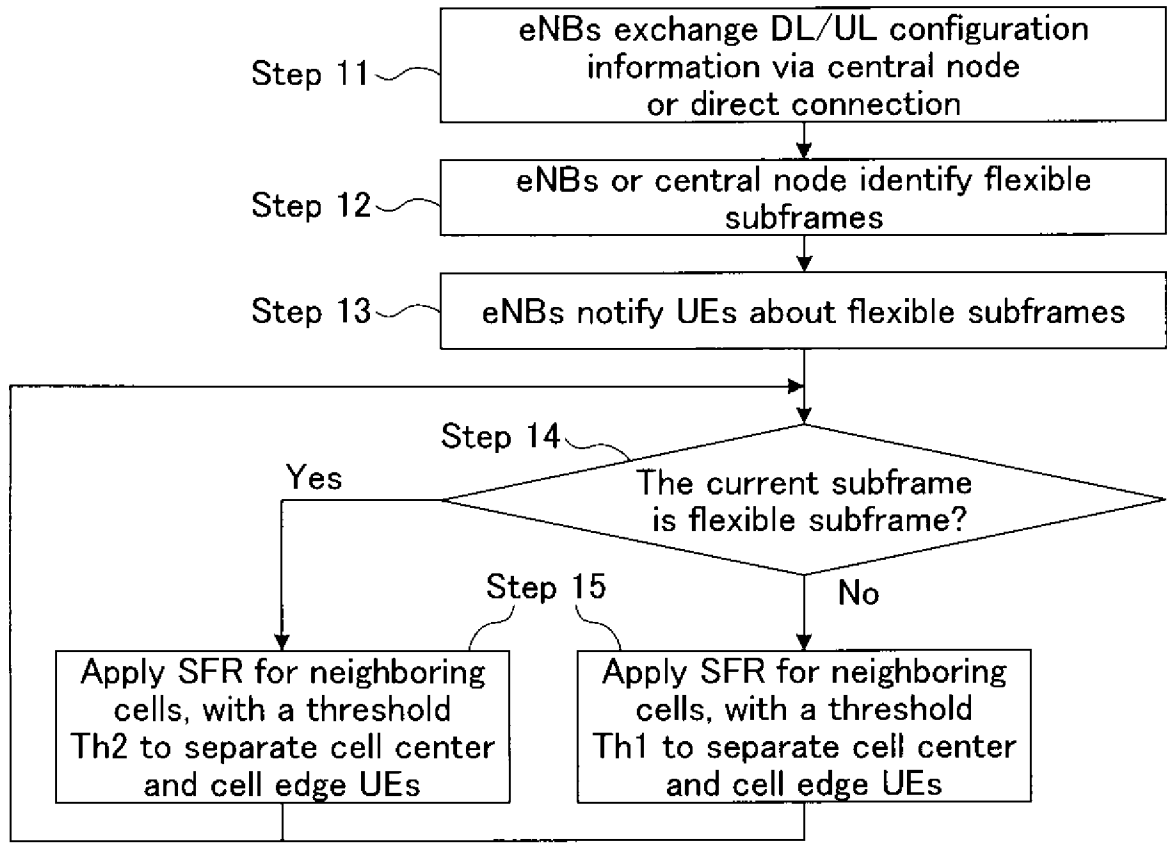 eNBs exchange DL/UL configuration
information via central node
or direct connection
Step 11
eNBs or central node identify flexible
subframes
Step 12
eNBs notify UEs about flexible subframes
Step 13
Step 14
Yes
The current subframe
is flexible subframe?
Step 15
No
Apply SFR for neighboring
cells, with a threshold
Th2 to separate cell center
and cell edge UEs
Apply SFR for neighboring
cells, with a threshold
Th1 to separate cell center
and cell edge UEs